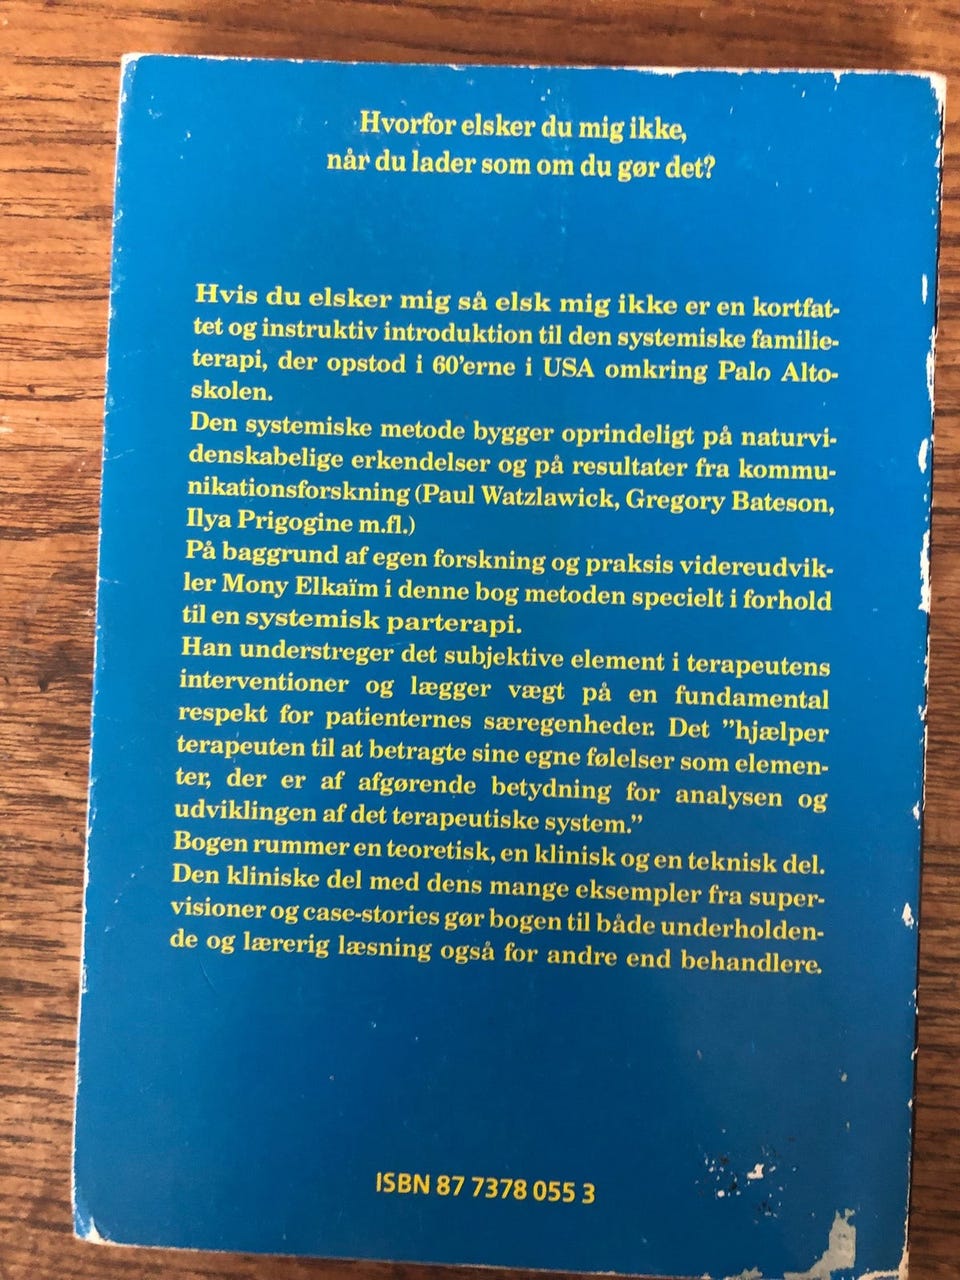 Hvorfor elsker du mig ikke,
når du lader som om du gør det?
Hvis du elsker mig så elsk mig ikke er en kortfat-
tet og instruktiv introduktion til den systemiske familie-
terapi, der opstod i 60'erne i USA omkring Palo Alto-
skolen.
Den systemiske metode bygger oprindeligt på naturvi-
denskabelige erkendelser og på resultater fra kommu-
nikationsforskning (Paul Watzlawick, Gregory Bateson,
Ilya Prigogine m.fl.)
På baggrund af egen forskning og praksis videreudvik-
ler Mony Elkaïm i denne bog metoden specielt i forhold
til en systemisk parterapi.
Han understreger det subjektive element i terapeutens
interventioner og lægger vægt på en fundamental
respekt for patienternes særegenheder. Det "hjælper
terapeuten til at betragte sine egne følelser som elemen-
ter, der er af afgørende betydning for analysen og
udviklingen af det terapeutiske system."
Bogen rummer en teoretisk, en klinisk og en teknisk del.
Den kliniske del med dens mange eksempler fra super-
visioner og case-stories gør bogen til både underholden-
de og lærerig læsning også for andre end behandlere.
ISBN 87 7378 055 3